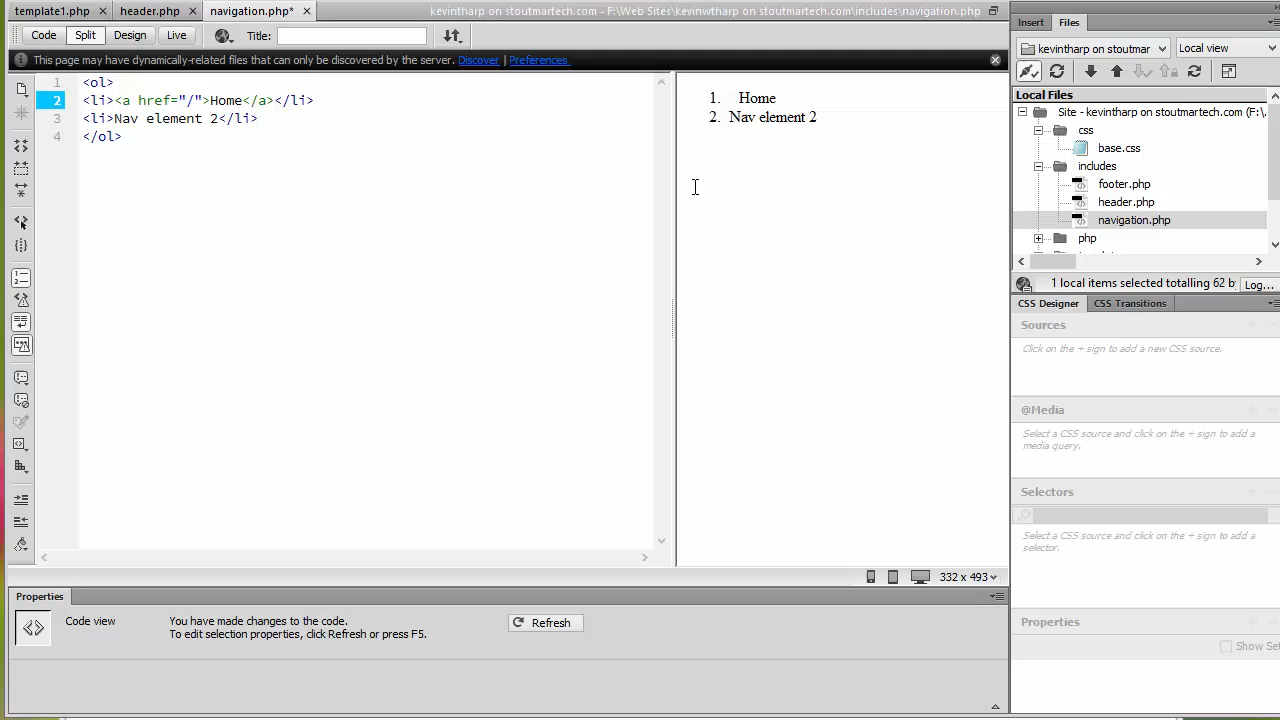 template1.php × header.php × navigation.php* × kevintharp on stoutmartech.com - F:\Web Sites\kevinwtharp on stoutmartech.com\includes\navigation.php
Code Split Design Live Title:
This page may have dynamically-related files that can only be discovered by the server. Discover Preferences
1 <ol>
2 <li><a href="/">Home</a></li>
3 <li>Nav element 2</li>
4 </ol>
1. Home
2. Nav element 2
332 x 493
Properties
Code view
You have made changes to the code.
To edit selection properties, click Refresh or press F5.
Refresh
Insert Files
kevintharp on stoutmar Local view
Local Files
Site - kevintharp on stoutmartech.com (F:\.
css
base.css
includes
footer.php
header.php
navigation.php
php
1 local items selected totalling 62 by Log...
CSS Designer CSS Transitions
Sources
Click on the + sign to add a new CSS source.
@Media
Select a CSS source and click on the + sign to add a
media query.
Selectors
Select a CSS source and click on the + sign to add a
selector.
Properties
Show Set